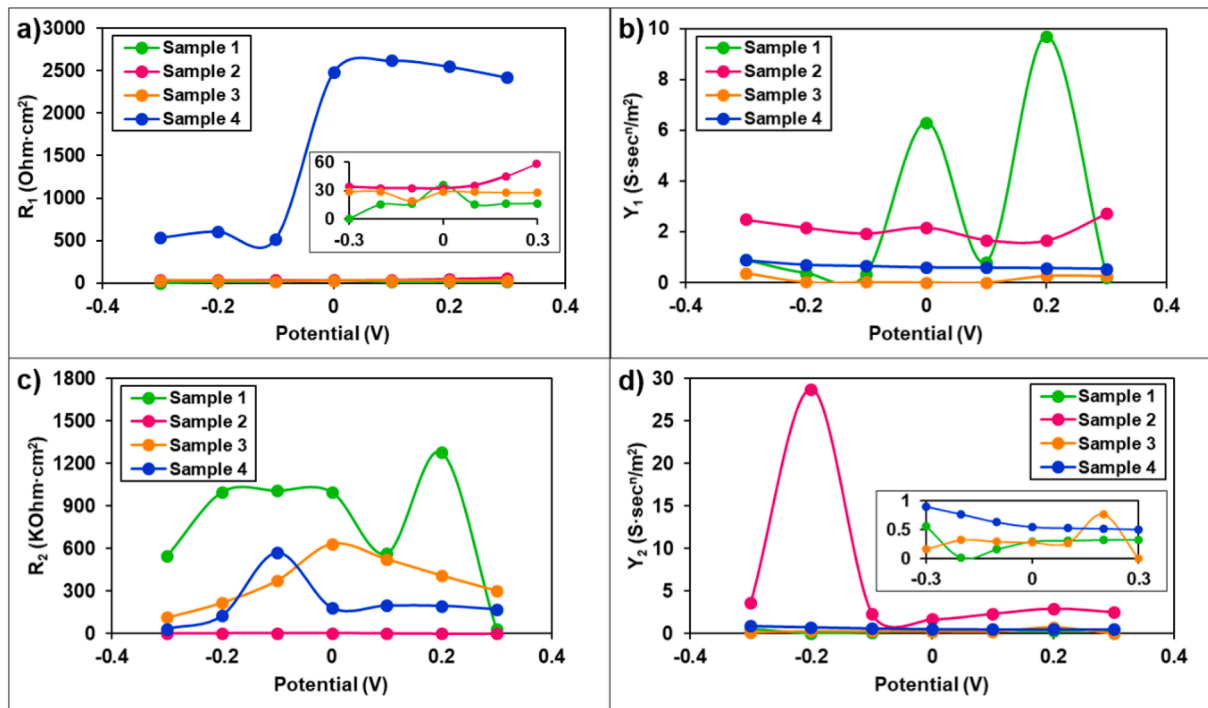 a)
3000
2500
2000
1500
1000
500
0
-0.4
-0.2
0
0.2
0.4
R₁ (Ohm·cm²)
Potential (V)
Sample 1
Sample 2
Sample 3
Sample 4
60
30
0
-0.3
0
0.3
b)
10
8
6
4
2
0
-0.4
-0.2
0
0.2
0.4
Y₁ (S·secⁿ/m²)
Potential (V)
Sample 1
Sample 2
Sample 3
Sample 4
c)
1800
1500
1200
900
600
300
0
-0.4
-0.2
0
0.2
0.4
R₂ (KOhm·cm²)
Potential (V)
Sample 1
Sample 2
Sample 3
Sample 4
d)
30
25
20
15
10
5
0
-0.4
-0.2
0
0.2
0.4
Y₂ (S·secⁿ/m²)
Potential (V)
Sample 1
Sample 2
Sample 3
Sample 4
1
0.5
0
-0.3
0
0.3